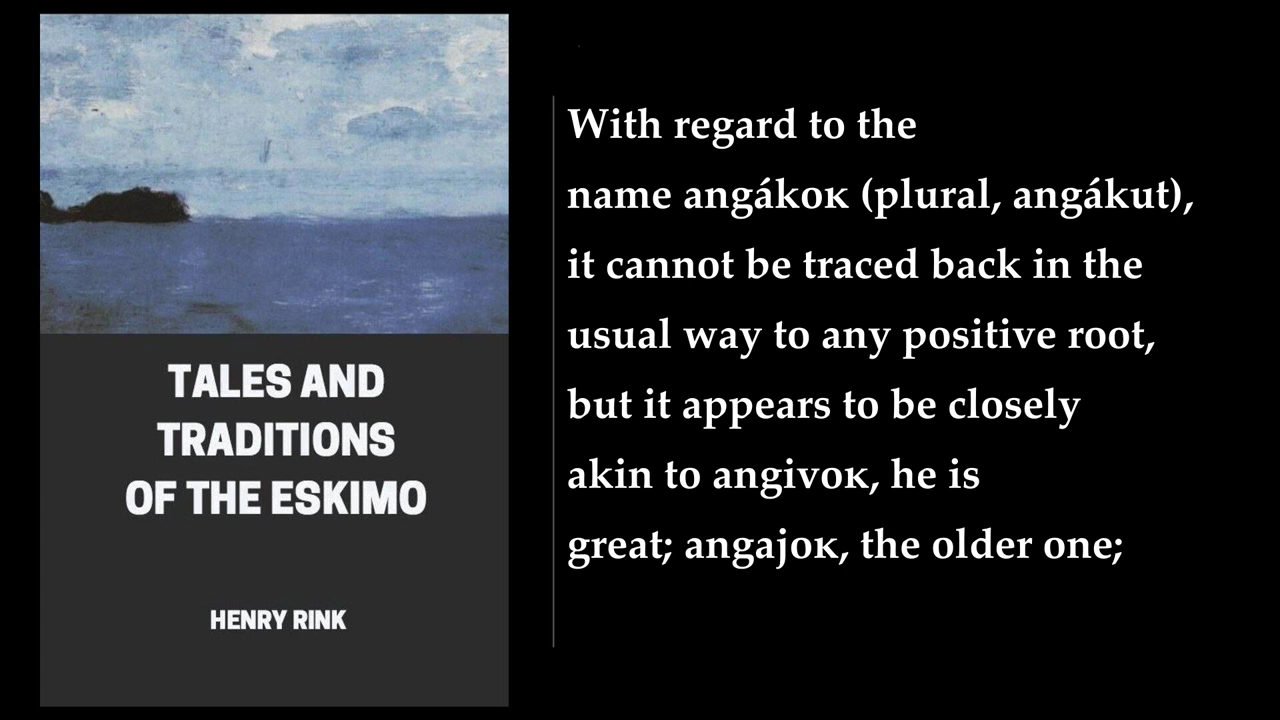 TALES AND
TRADITIONS
OF THE ESKIMO
HENRY RINK
With regard to the
name angákoĸ (plural, angákut),
it cannot be traced back in the
usual way to any positive root,
but it appears to be closely
akin to angivoĸ, he is
great; angajoĸ, the older one;